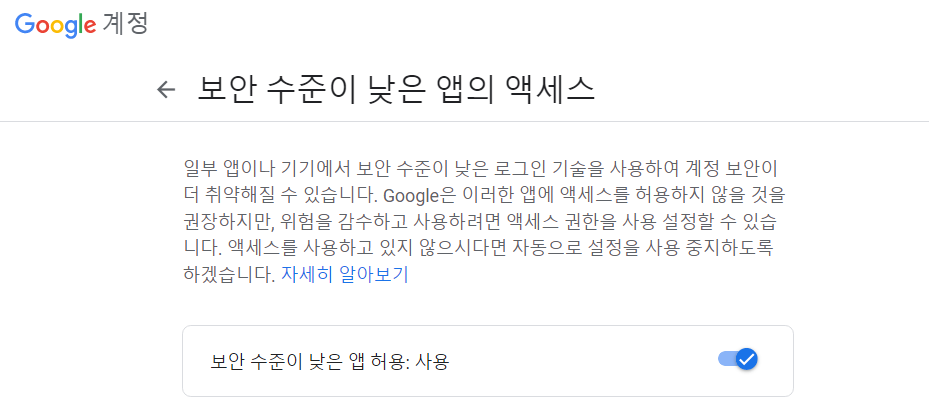 Google 계정
보안 수준이 낮은 앱의 액세스
일부 앱이나 기기에서 보안 수준이 낮은 로그인 기술을 사용하여 계정 보안이
더 취약해질 수 있습니다. Google은 이러한 앱에 액세스를 허용하지 않을 것을
권장하지만, 위험을 감수하고 사용하려면 액세스 권한을 사용 설정할 수 있습
니다. 액세스를 사용하고 있지 않으시다면 자동으로 설정을 사용 중지하도록
하겠습니다. 자세히 알아보기
보안 수준이 낮은 앱 허용: 사용